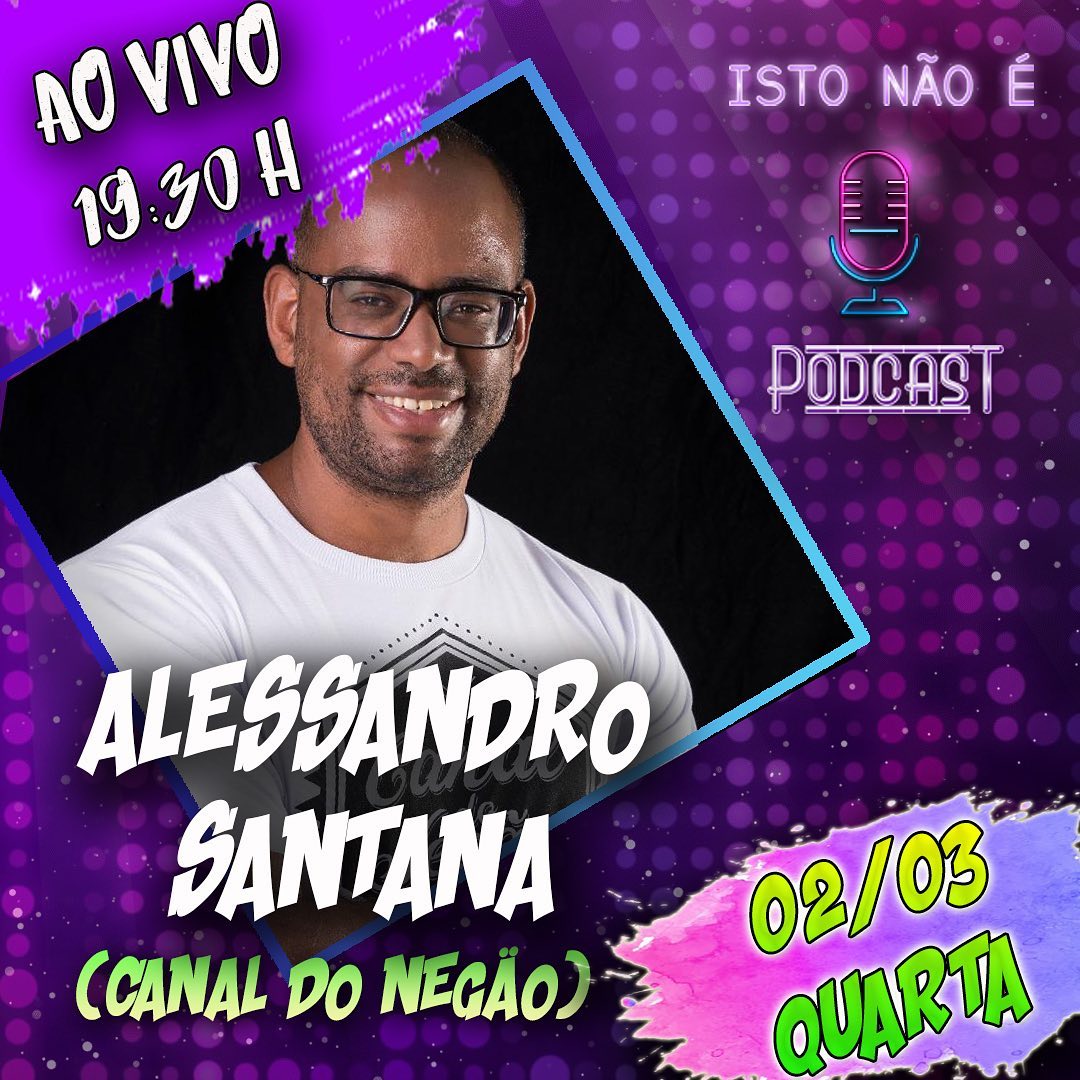 AO VIVO
19:30 H
ISTO NÃO É
PODCAST
ALESSANDRO
SANTANA
(CANAL DO NEGÃO)
02/03
QUARTA